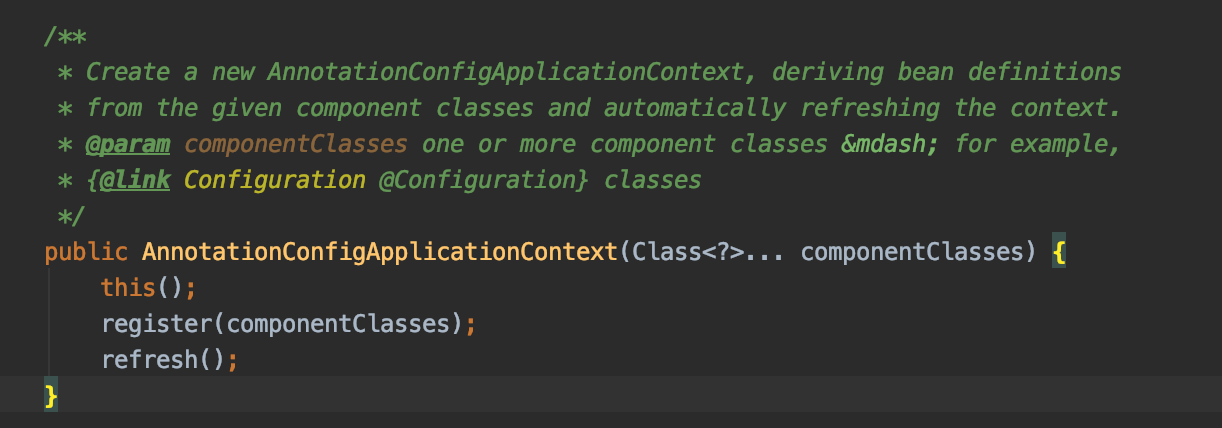 /**
 * Create a new AnnotationConfigApplicationContext, deriving bean definitions
 * from the given component classes and automatically refreshing the context.
 * @param componentClasses one or more component classes &mdash; for example,
 * {@link Configuration @Configuration} classes
 */
public AnnotationConfigApplicationContext(Class<?>... componentClasses) {
    this();
    register(componentClasses);
    refresh();
}